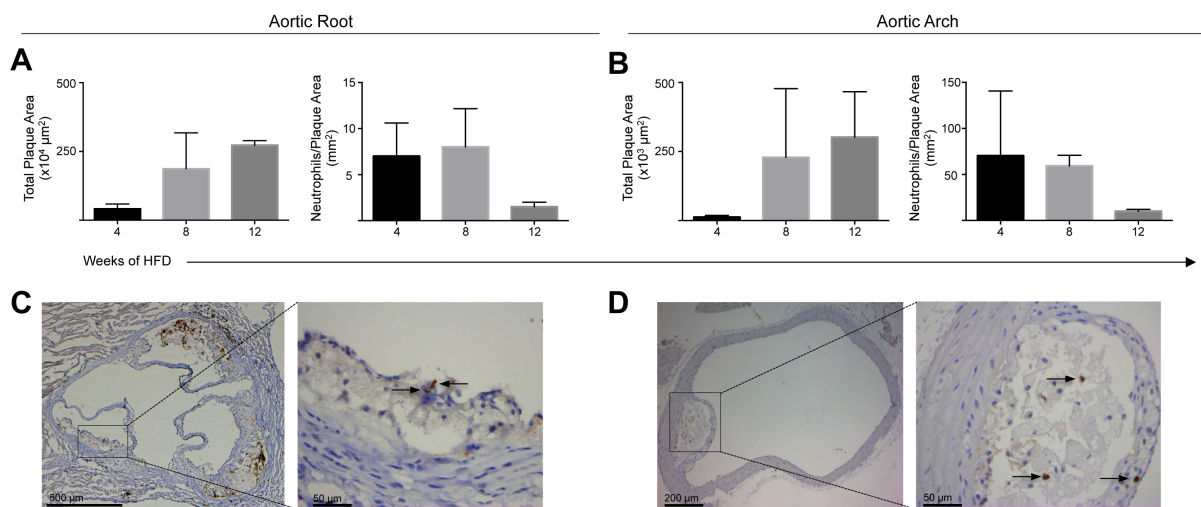 Aortic Root
Aortic Arch
A
Total Plaque Area
(x10⁴ µm²)
500
250
4
8
12
Neutrophils/Plaque Area
(mm²)
15
10
5
4
8
12
B
Total Plaque Area
(x10³ µm²)
500
250
4
8
12
Neutrophils/Plaque Area
(mm²)
150
100
50
4
8
12
Weeks of HFD
C
500 µm
50 µm
D
200 µm
50 µm